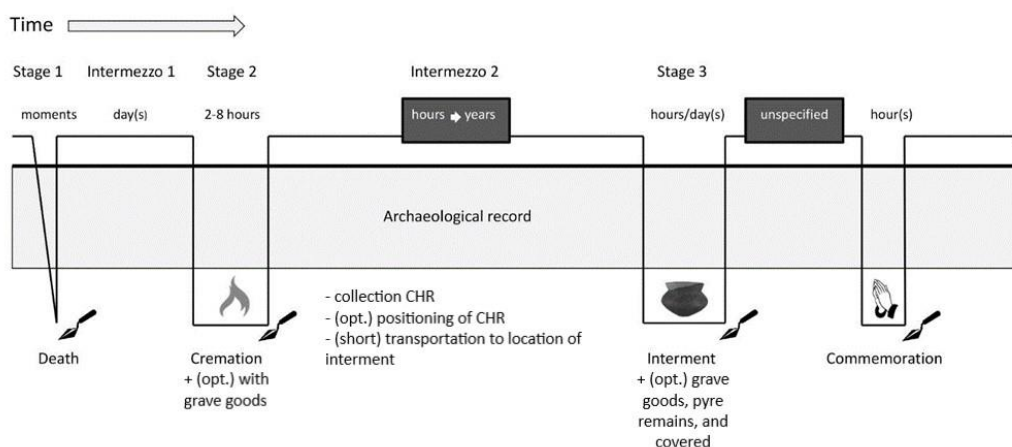 Time
Stage 1 Intermezzo 1 Stage 2 Intermezzo 2 Stage 3
moments day(s) 2-8 hours hours years hours/day(s) unspecified hour(s)
Archaeological record
- collection CHR
- (opt.) positioning of CHR
- (short) transportation to location of
interment
Death
Cremation
+ (opt.) with
grave goods
Interment
+ (opt.) grave
goods, pyre
remains, and
covered
Commemoration